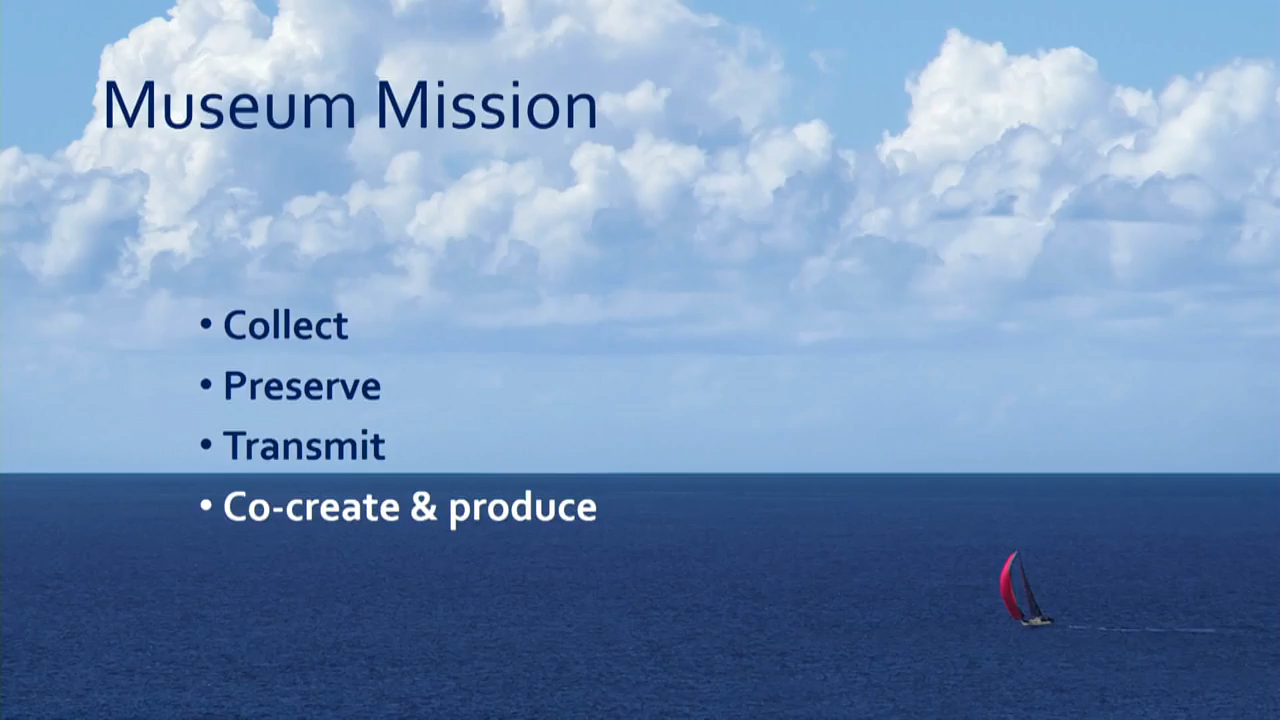 Museum Mission
• Collect
• Preserve
• Transmit
• Co-create & produce